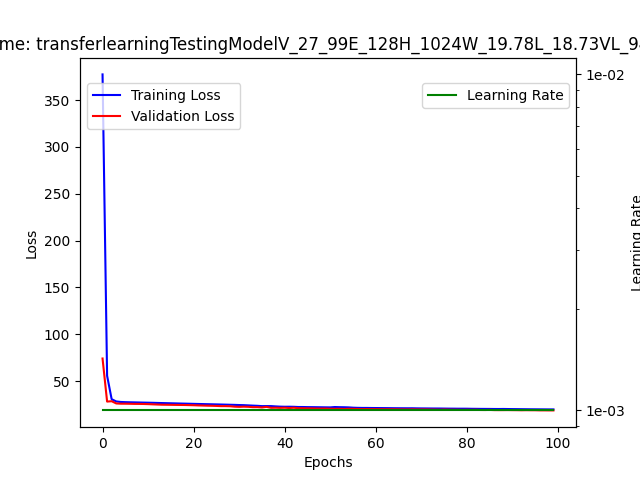 me: transferlearningTestingModelV_27_99E_128H_1024W_19.78L_18.73VL_9
Training Loss
Validation Loss
Learning Rate
350
300
250
200
150
100
50
Loss
0
20
40
60
80
100
Epochs
1e-02
1e-03
Learning Rate